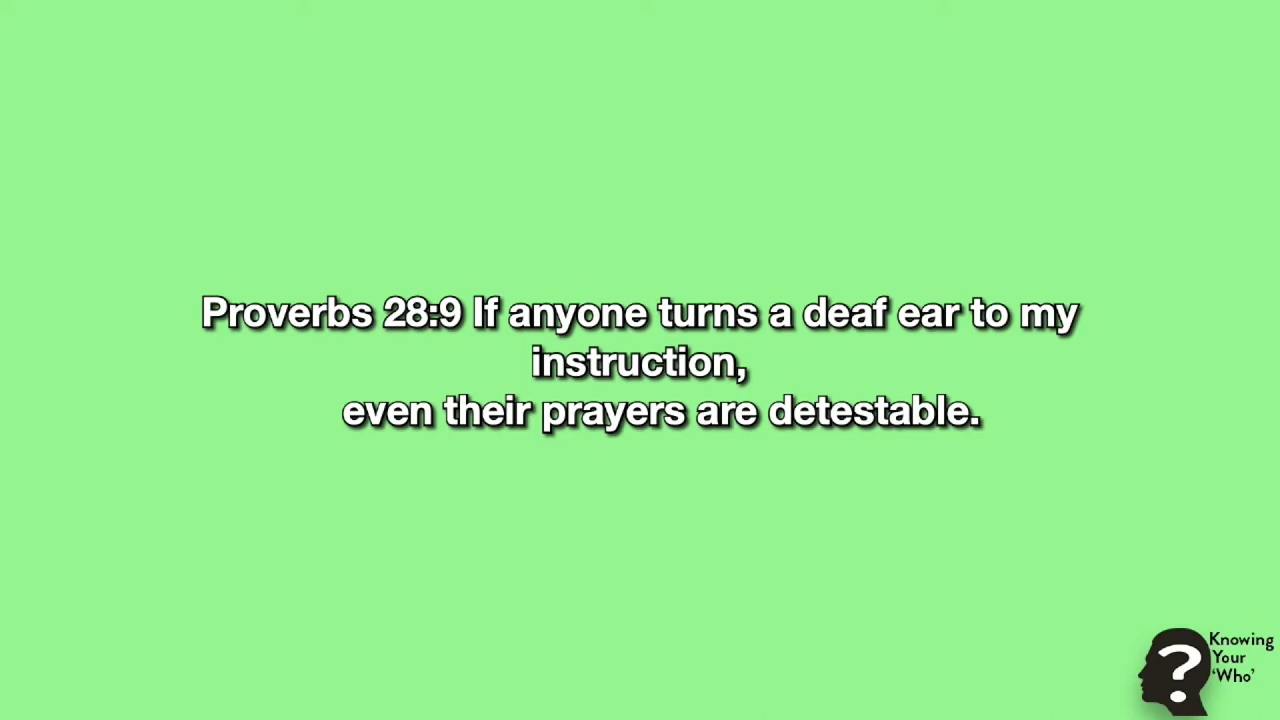 Proverbs 28:9 If anyone turns a deaf ear to my
instruction,
even their prayers are detestable.
?
Knowing
Your
'Who'